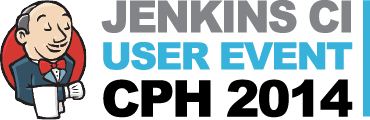 JENKINS CI
USER EVENT
CPH 2014